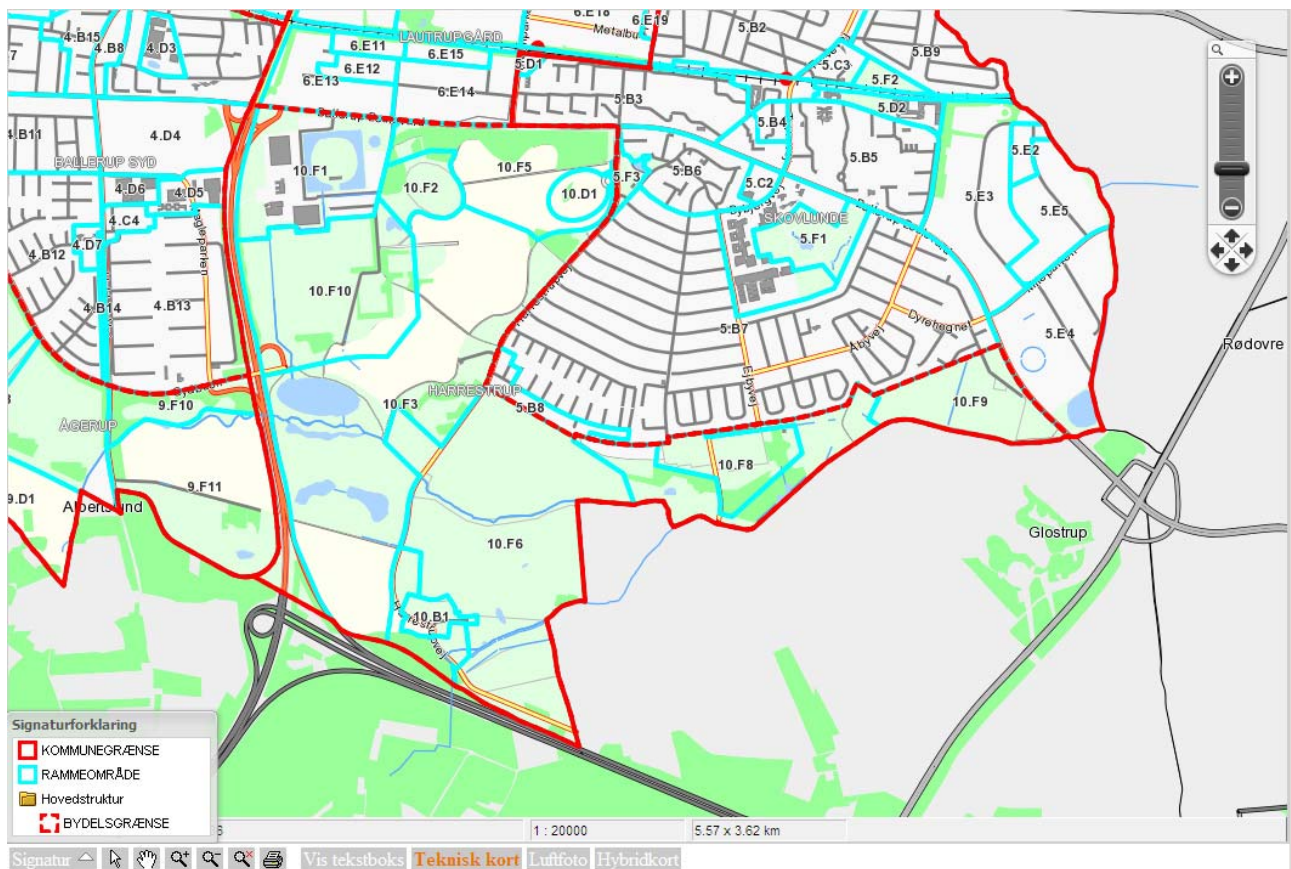 6.E18
6.E19
Metalbu
5.B2
4.B15
4.B8
4.D3
LAUTRUPGÅRD
6.E11
6.E15
5.B9
5.C3
6.E12
5.D1
5.F2
6.E13
6.E14
5.B3
5.D2
4.B11
4.D4
5.B4
5.E2
BALLERUP SYD
10.F1
10.F5
5.B5
5.F3
5.B6
10.F2
10.D1
5.C2
5.E3
4.D6
4.D5
Bybjergvej
5.E5
4.C4
SKOVLUNDE
5.F1
4.D7
4.B12
10.F10
4.B14
4.B13
5.B7
Dyrehegnet
5.E4
Åbyvej
Rødovre
Ejbyvej
HARRESTRUP
9.F10
10.F3
5.B8
10.F9
ÅGERUP
10.F8
9.F11
9.D1
Albertslund
10.F6
Glostrup
10.B1
Signaturforklaring
KOMMUNEGRÆNSE
RAMMEOMRÅDE
Hovedstruktur
BYDELSGRÆNSE
1 : 20000
5.57 x 3.62 km
Signatur
Vis tekstboks
Teknisk kort
Luftfoto
Hybridkort